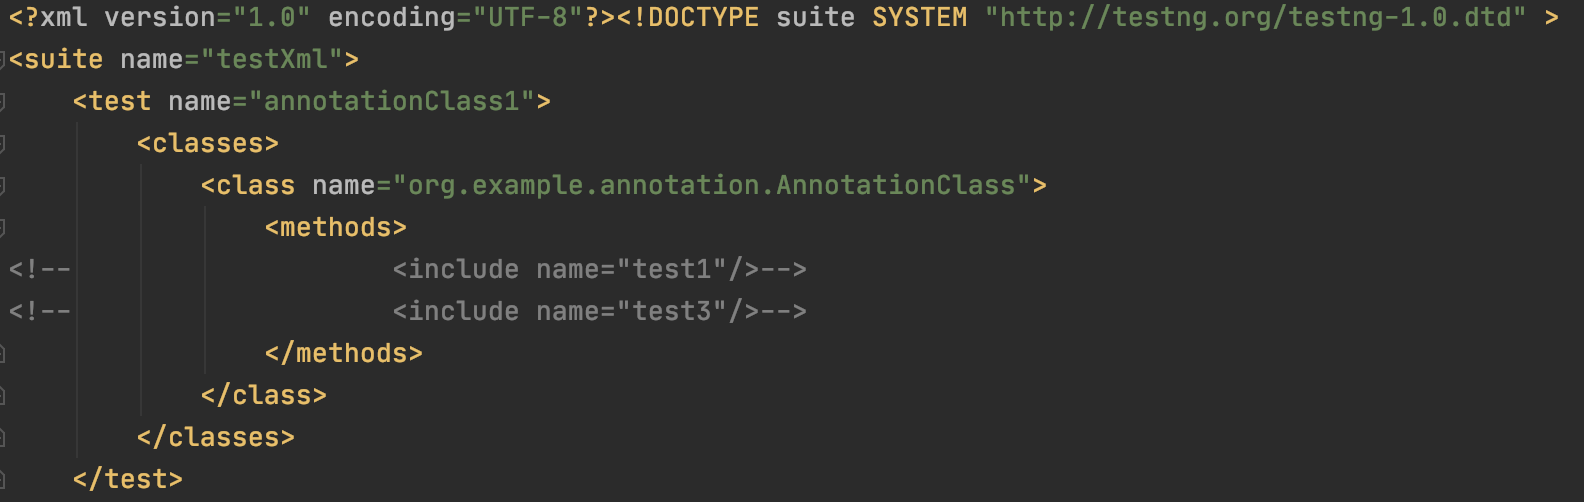 <?xml version="1.0" encoding="UTF-8"?><!DOCTYPE suite SYSTEM "http://testng.org/testng-1.0.dtd" >
<suite name="testXml">
    <test name="annotationClass1">
        <classes>
            <class name="org.example.annotation.AnnotationClass">
                <methods>
<!--                    <include name="test1"/>-->
<!--                    <include name="test3"/>-->
                </methods>
            </class>
        </classes>
    </test>